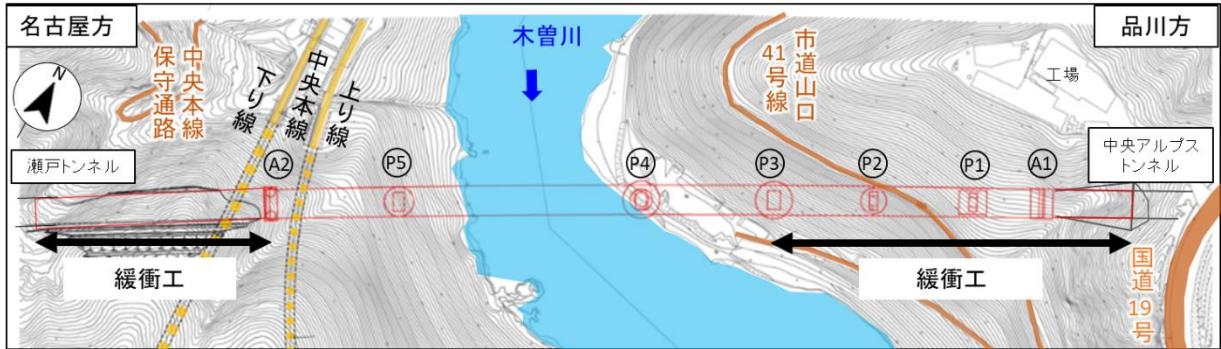 名古屋方
品川方
木曽川
中央本線
保守通路
下り線
中央本線
上り線
市道山口
41号線
工場
N
瀬戸トンネル
A2
P5
P4
P3
P2
P1
A1
中央アルプス
トンネル
緩衝工
緩衝工
国道19号